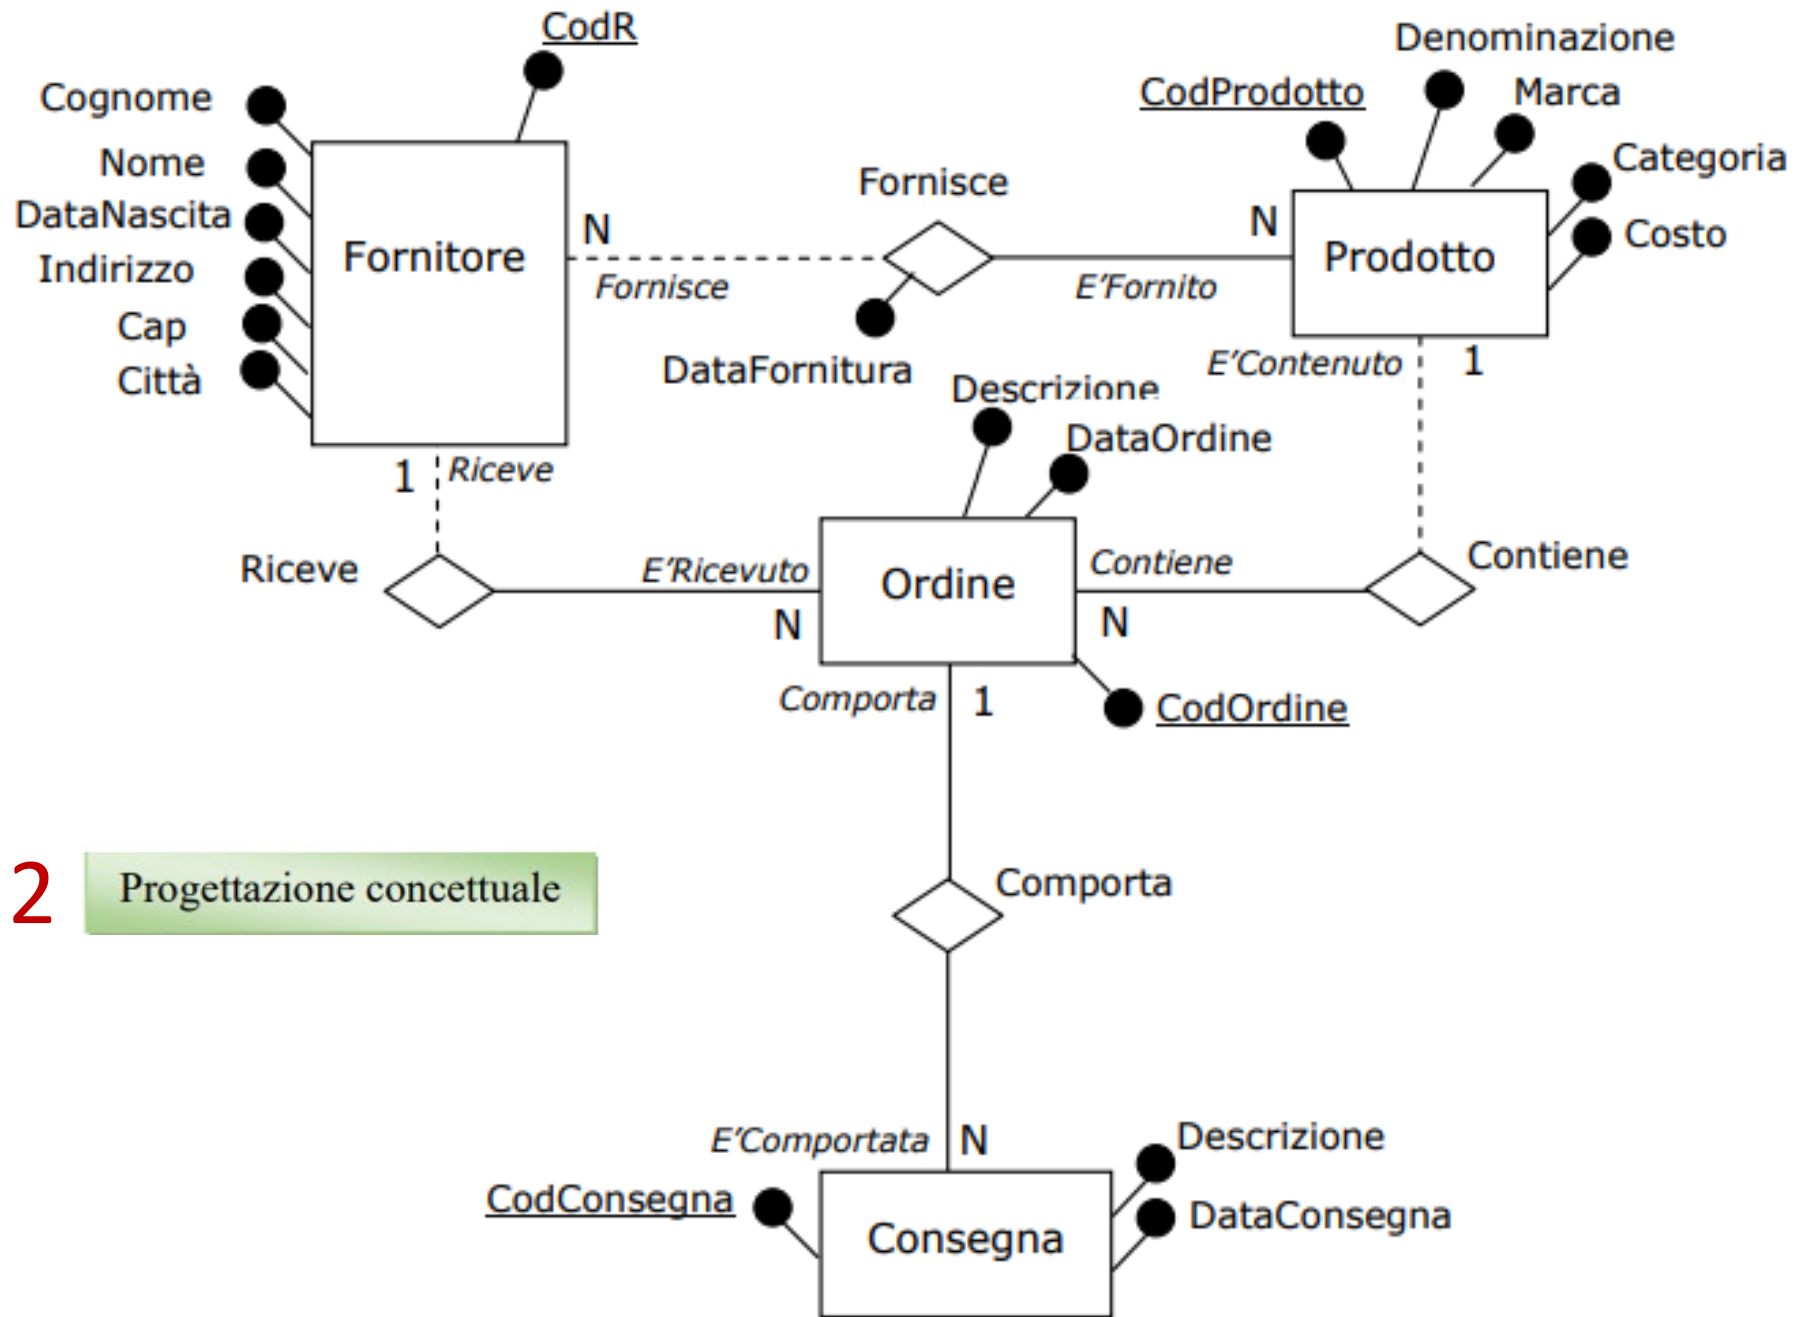 CodR
Cognome
Nome
DataNascita
Indirizzo
Cap
Città
Fornitore
N
Fornisce
Fornisce
DataFornitura
N
E'Fornito
CodProdotto
Denominazione
Marca
Categoria
Costo
Prodotto
E'Contenuto
1
1
Riceve
Riceve
E'Ricevuto
N
Descrizione
DataOrdine
Ordine
Contiene
N
Contiene
CodOrdine
Comporta
1
Comporta
2
Progettazione concettuale
E'Comportata
N
CodConsegna
Consegna
Descrizione
DataConsegna